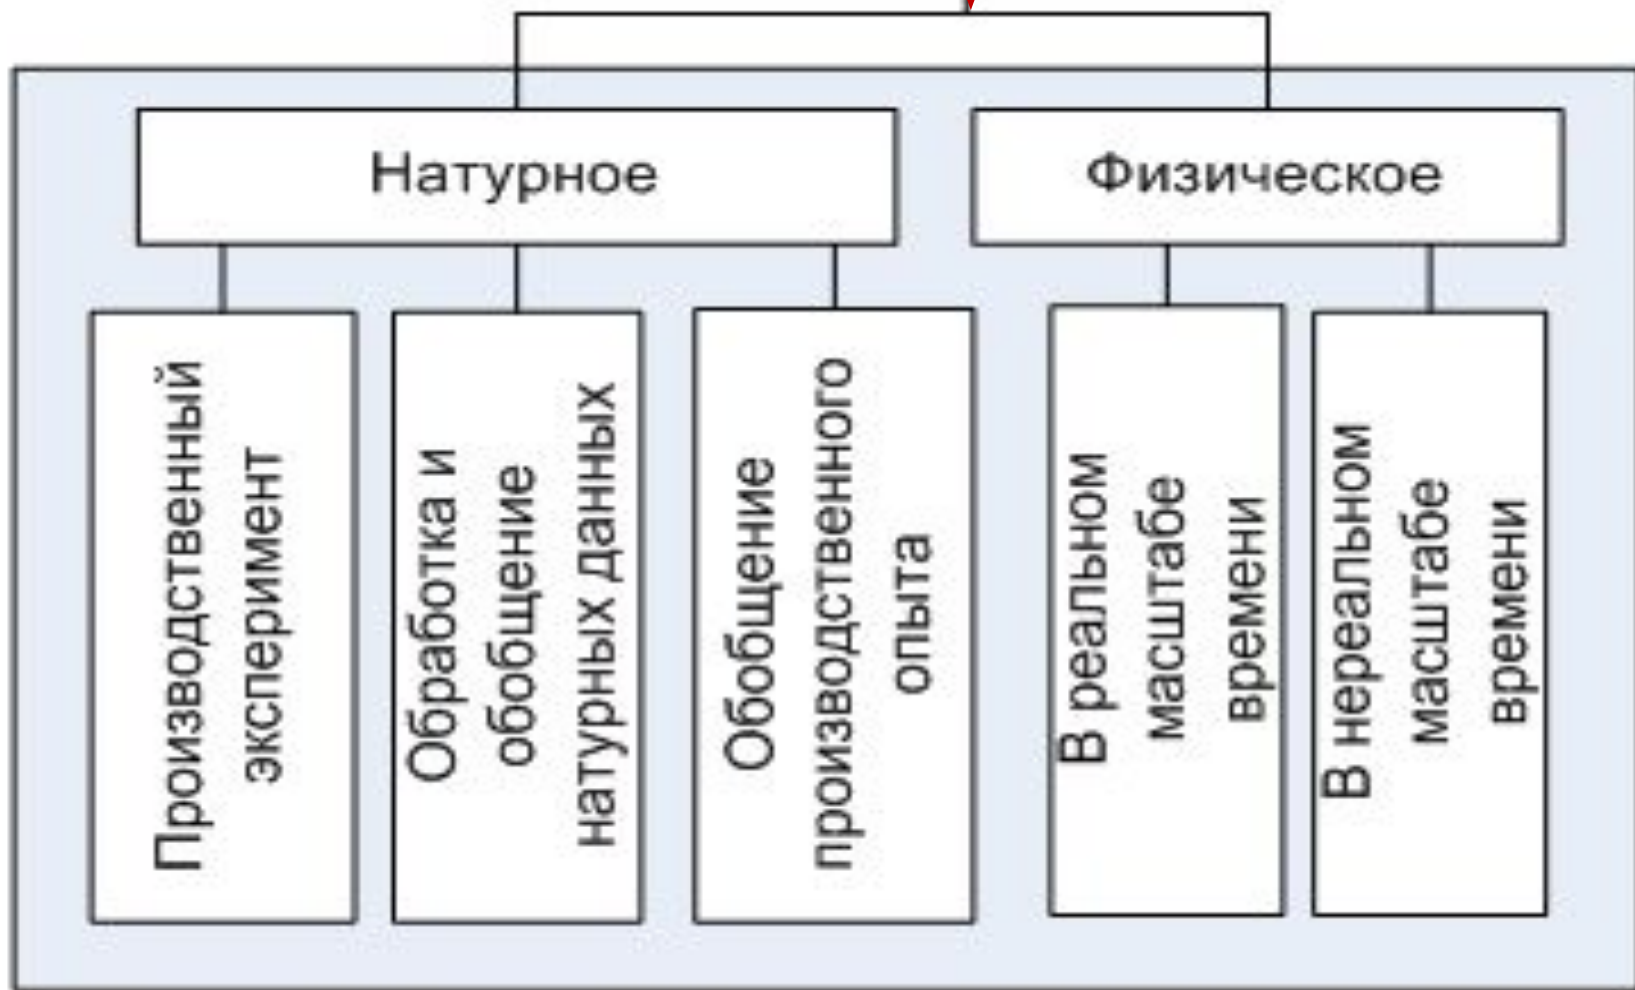 Натурное
Физическое
Производственный
эксперимент
Обработка и
обобщение
натурных данных
Обобщение
производственного
опыта
В реальном
масштабе
времени
В нереальном
масштабе
времени